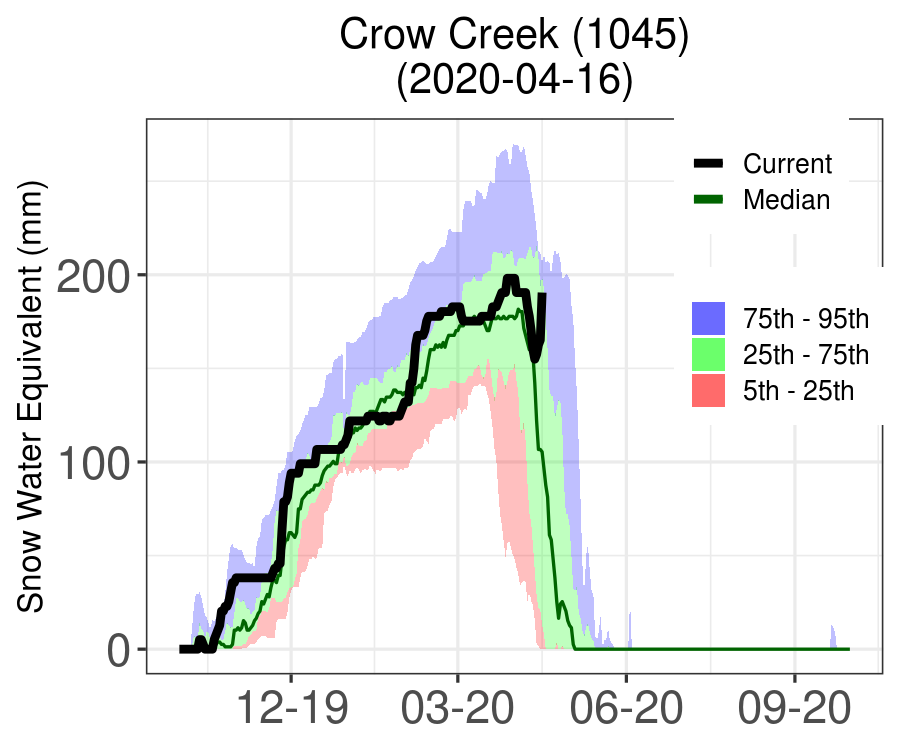 Crow Creek (1045)
(2020-04-16)
Snow Water Equivalent (mm)
200
100
0
12-19
03-20
06-20
09-20
Current
Median
75th - 95th
25th - 75th
5th - 25th